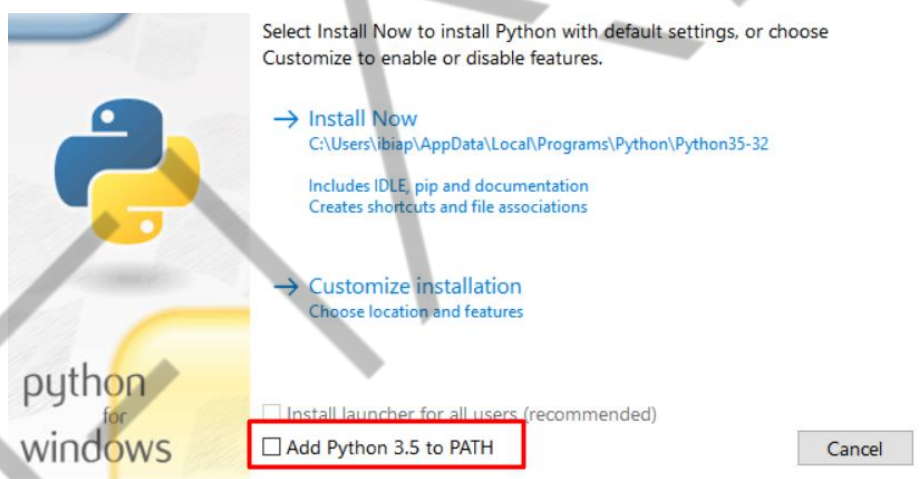 Select Install Now to install Python with default settings, or choose
Customize to enable or disable features.
Install Now
C:\Users\ibiap\AppData\Local\Programs\Python\Python35-32
Includes IDLE, pip and documentation
Creates shortcuts and file associations
Customize installation
Choose location and features
python
for
windows
Install launcher for all users (recommended)
Add Python 3.5 to PATH
Cancel